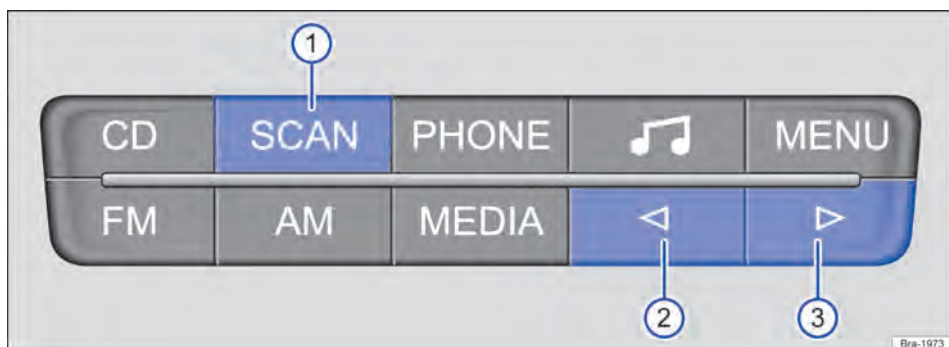 1
CD SCAN PHONE MENU
FM AM MEDIA
2 3
Bra-1973